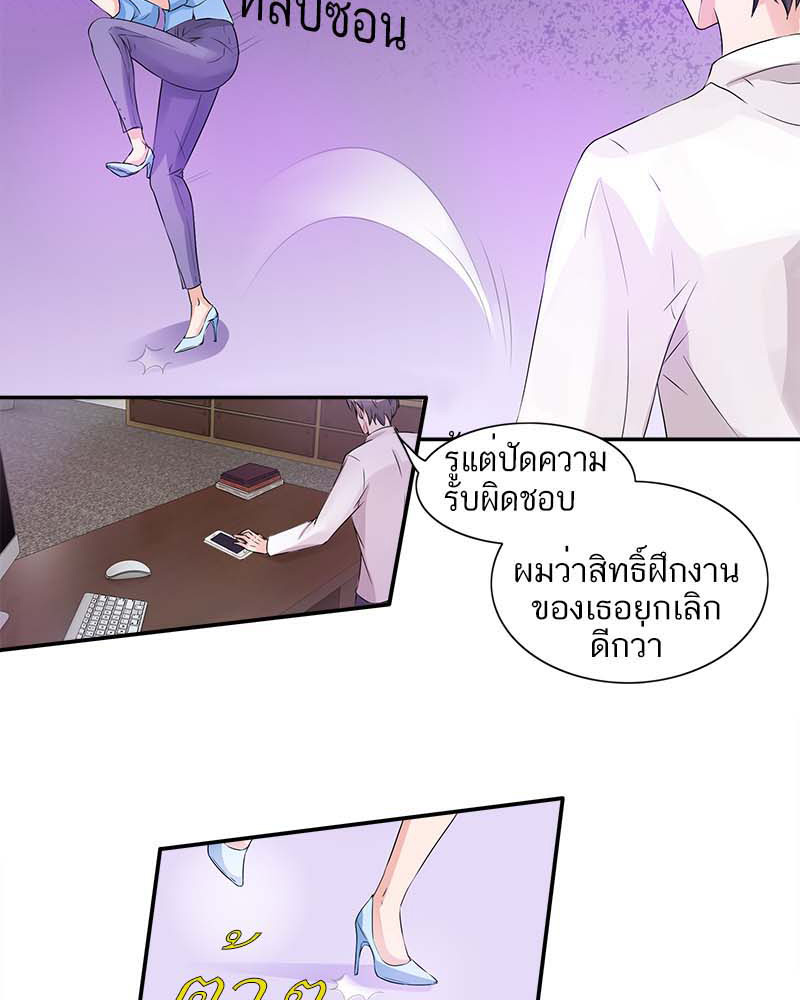 รู้แต่ปัดความ
รับผิดชอบ
ผมว่าสิทธิ์ฝึกงาน
ของเธอยกเลิก
ดีกว่า